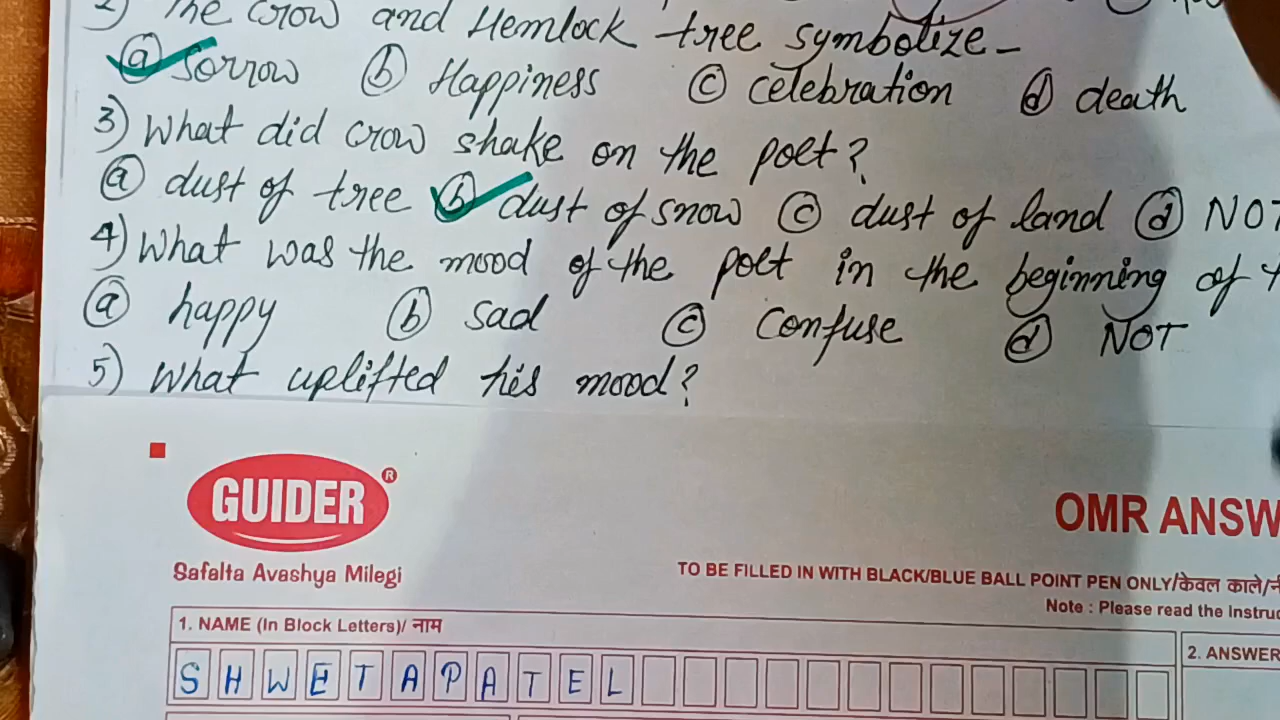 2) The Crow and Hemlock tree symbolize-
ⓐ Sorrow ⓑ Happiness ⓒ celebration ⓓ death
3) What did crow shake on the poet?
ⓐ dust of tree ⓑ dust of snow ⓒ dust of land ⓓ NOT
4) What was the mood of the poet in the beginning of
ⓐ happy ⓑ sad ⓒ Confuse ⓓ NOT
5) What uplifted his mood?
GUIDER ®
Safalta Avashya Milegi
OMR ANSW
TO BE FILLED IN WITH BLACK/BLUE BALL POINT PEN ONLY/केवल काले/
Note : Please read the Instruc
1. NAME (In Block Letters)/ नाम
2. ANSWER
SHWETAPATEL